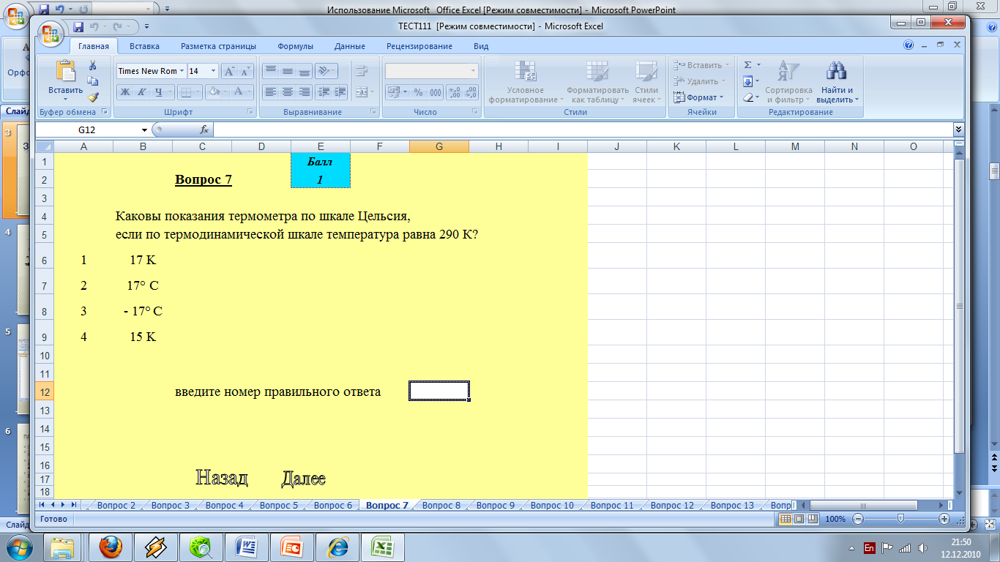 Использование Microsoft Office Excel [Режим совместимости] - Microsoft PowerPoint
ТЕСТ111 [Режим совместимости] - Microsoft Excel
Главная Вставка Разметка страницы Формулы Данные Рецензирование Вид
Вставить
Times New Rom 14
Ж К Ч
% 000
Условное форматирование
Форматировать как таблицу
Стили ячеек
Вставить
Удалить
Формат
Сортировка и фильтр
Найти и выделить
Буфер обмена Шрифт Выравнивание Число Стили Ячейки Редактирование
G12
A B C D E F G H I J K L M N O
1 Балл
2 Вопрос 7 1
3
4 Каковы показания термометра по шкале Цельсия,
5 если по термодинамической шкале температура равна 290 К?
6 1 17 К
7 2 17° С
8 3 - 17° С
9 4 15 К
10
11
12 введите номер правильного ответа
13
14
15
16
17 Назад Далее
18
Вопрос 2 Вопрос 3 Вопрос 4 Вопрос 5 Вопрос 6 Вопрос 7 Вопрос 8 Вопрос 9 Вопрос 10 Вопрос 11 Вопрос 12 Вопрос 13
Готово 100%
3
4
5
6
En
21:50
12.12.2010